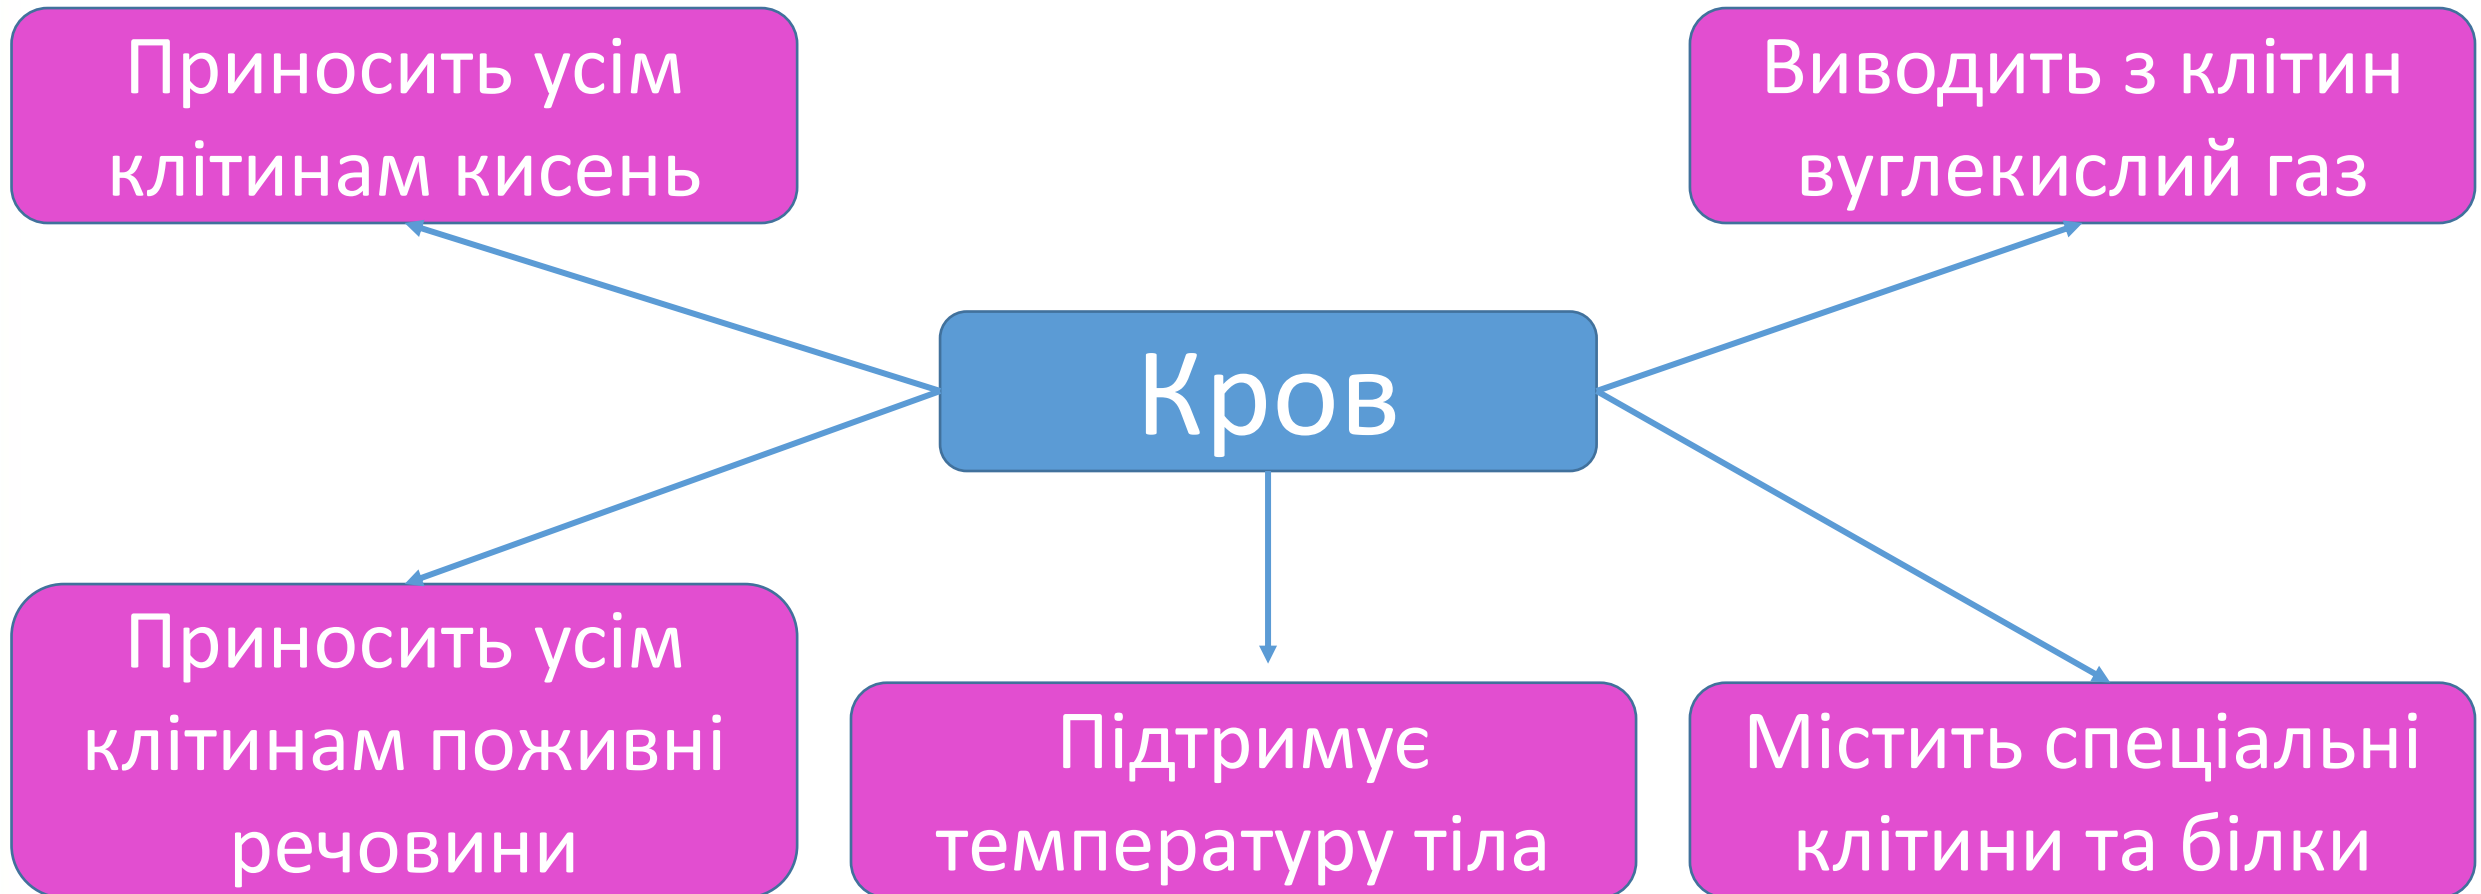 Приносить усім
клітинам кисень
Виводить з клітин
вуглекислий газ
Кров
Приносить усім
клітинам поживні
речовини
Підтримує
температуру тіла
Містить спеціальні
клітини та білки